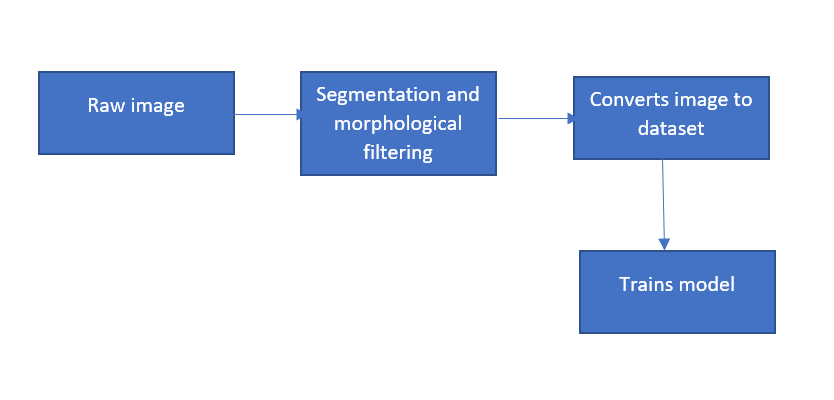 Raw image
Segmentation and
morphological
filtering
Converts image to
dataset
Trains model